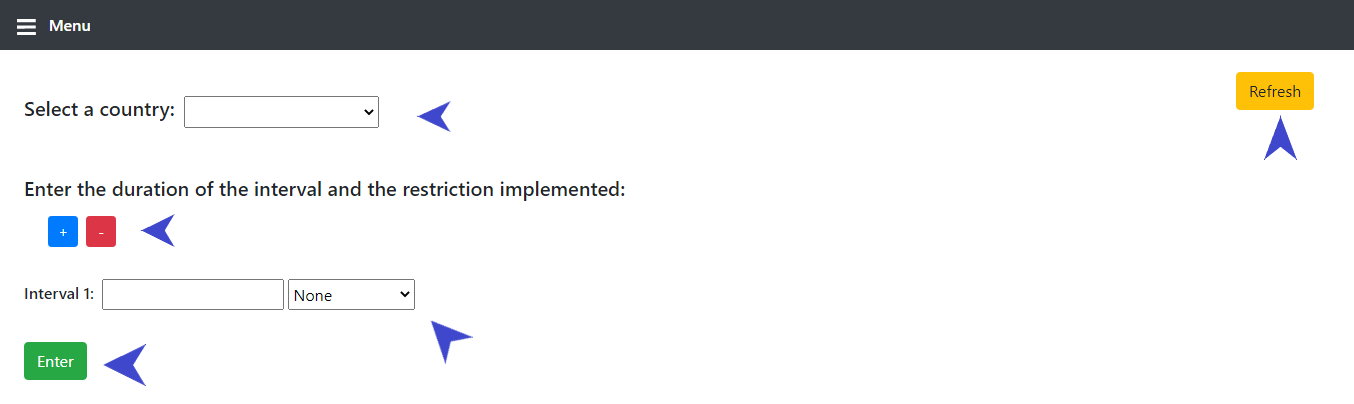 Menu
Select a country:
Refresh
Enter the duration of the interval and the restriction implemented:
+ -
Interval 1: None
Enter